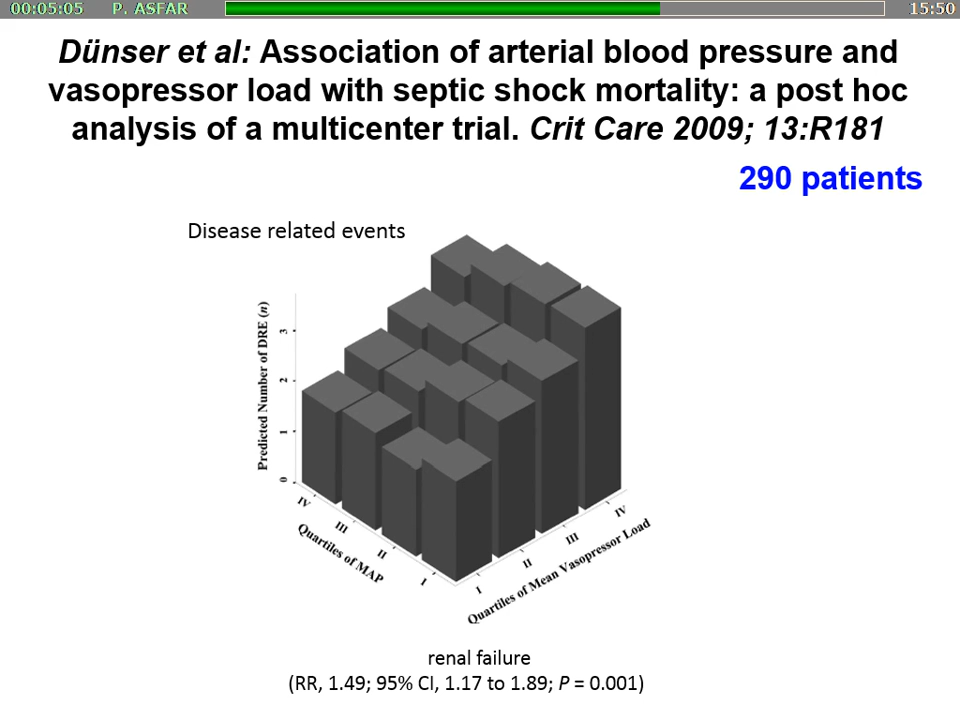 00:05:05 P. ASFAR 15:50
Dünser et al: Association of arterial blood pressure and
vasopressor load with septic shock mortality: a post hoc
analysis of a multicenter trial. Crit Care 2009; 13:R181
290 patients
Disease related events
Predicted Number of DRE (n)
3
2
1
0
IV
III
II
I
Quartiles of MAP
I
II
III
IV
Quartiles of Mean Vasopressor Load
renal failure
(RR, 1.49; 95% CI, 1.17 to 1.89; P = 0.001)